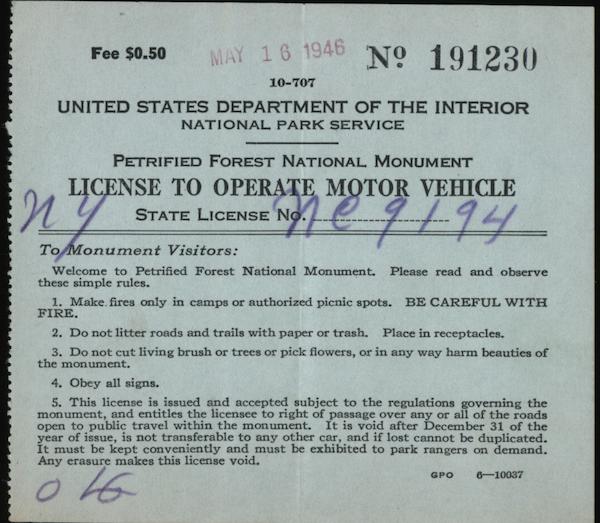 Fee $0.50
MAY 16 1946
Nº 191230
10-707
UNITED STATES DEPARTMENT OF THE INTERIOR
NATIONAL PARK SERVICE
PETRIFIED FOREST NATIONAL MONUMENT
LICENSE TO OPERATE MOTOR VEHICLE
STATE LICENSE NO.
NY NC 9194
To Monument Visitors:
Welcome to Petrified Forest National Monument. Please read and observe
these simple rules.
1. Make fires only in camps or authorized picnic spots. BE CAREFUL WITH
FIRE.
2. Do not litter roads and trails with paper or trash. Place in receptacles.
3. Do not cut living brush or trees or pick flowers, or in any way harm beauties of
the monument.
4. Obey all signs.
5. This license is issued and accepted subject to the regulations governing the
monument, and entitles the licensee to right of passage over any or all of the roads
open to public travel within the monument. It is void after December 31 of the
year of issue, is not transferable to any other car, and if lost cannot be duplicated.
It must be kept conveniently and must be exhibited to park rangers on demand.
Any erasure makes this license void.
GPO 6—10037